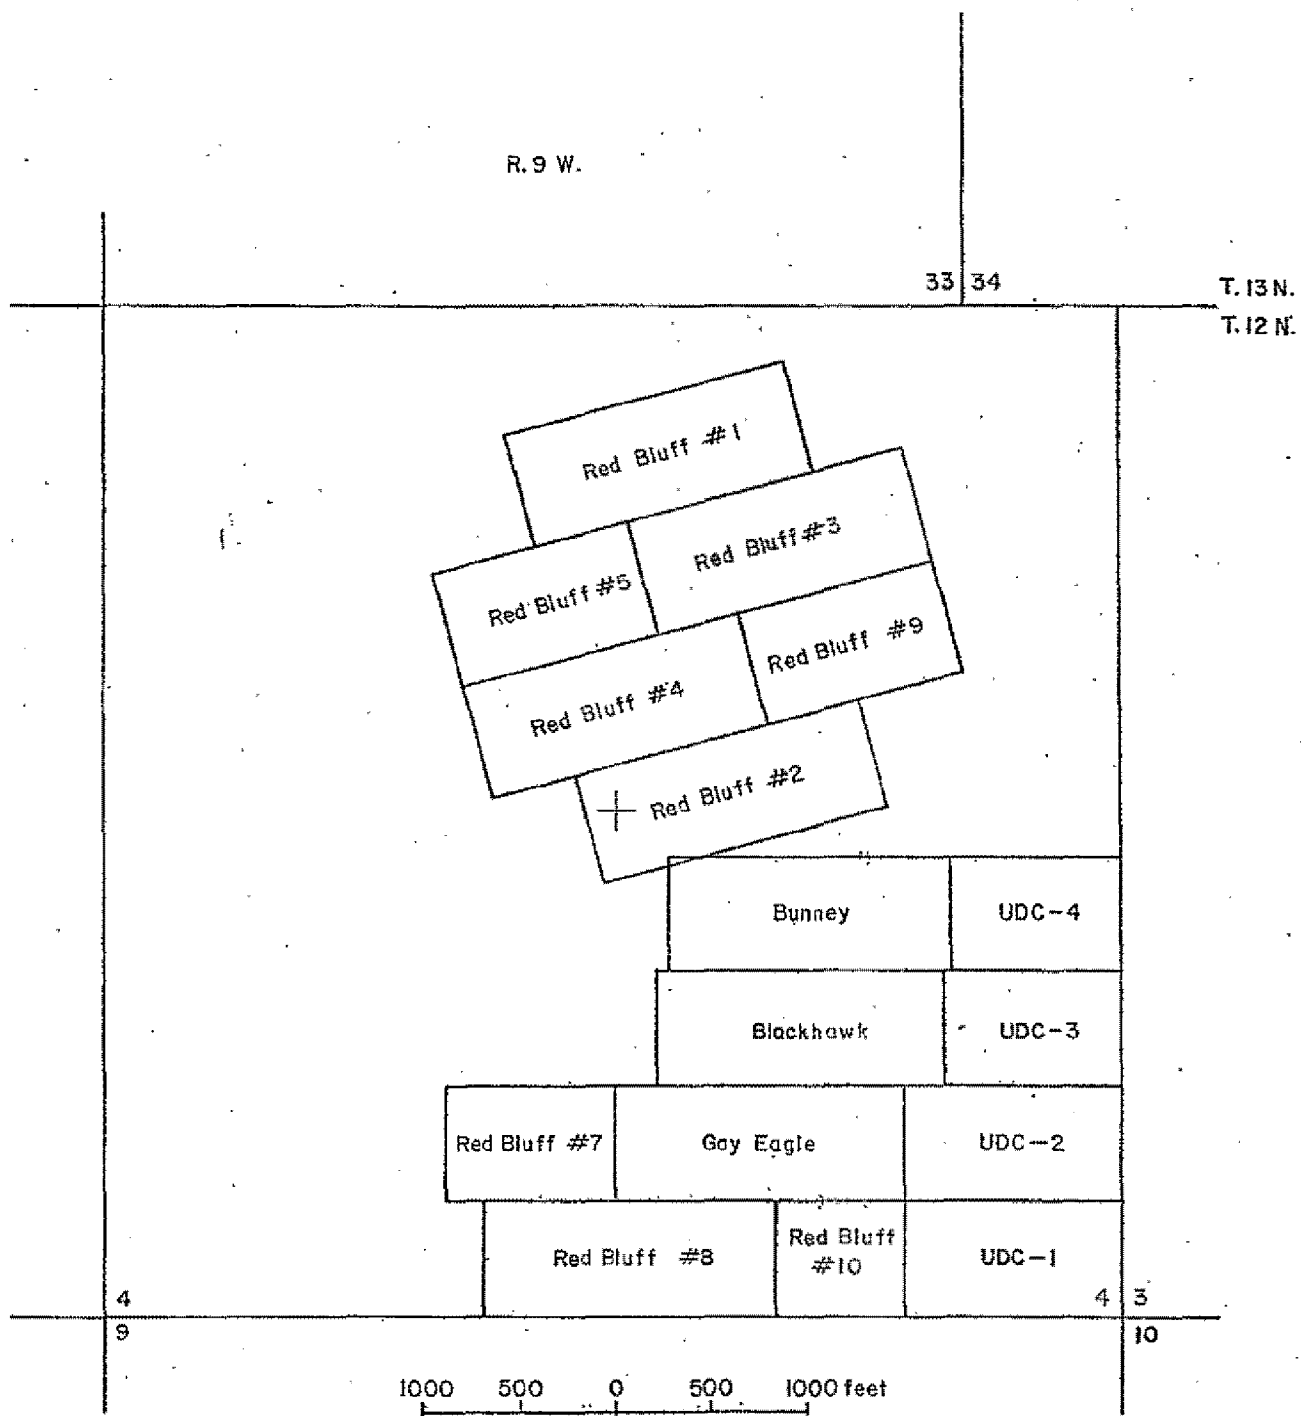 R. 9 W.
33 34
T. 13 N.
T. 12 N.
Red Bluff #1
Red Bluff #3
Red Bluff #5
Red Bluff #9
Red Bluff #4
Red Bluff #2
Bunney
UDC-4
Blackhawk
UDC-3
Red Bluff #7
Gay Eagle
UDC-2
Red Bluff #8
Red Bluff
#10
UDC-1
4
4 3
9
10
1000 500 0 500 1000 feet